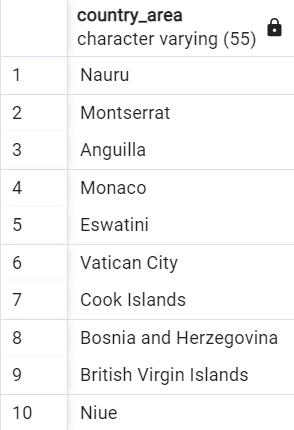 country_area
character varying (55)
1 Nauru
2 Montserrat
3 Anguilla
4 Monaco
5 Eswatini
6 Vatican City
7 Cook Islands
8 Bosnia and Herzegovina
9 British Virgin Islands
10 Niue